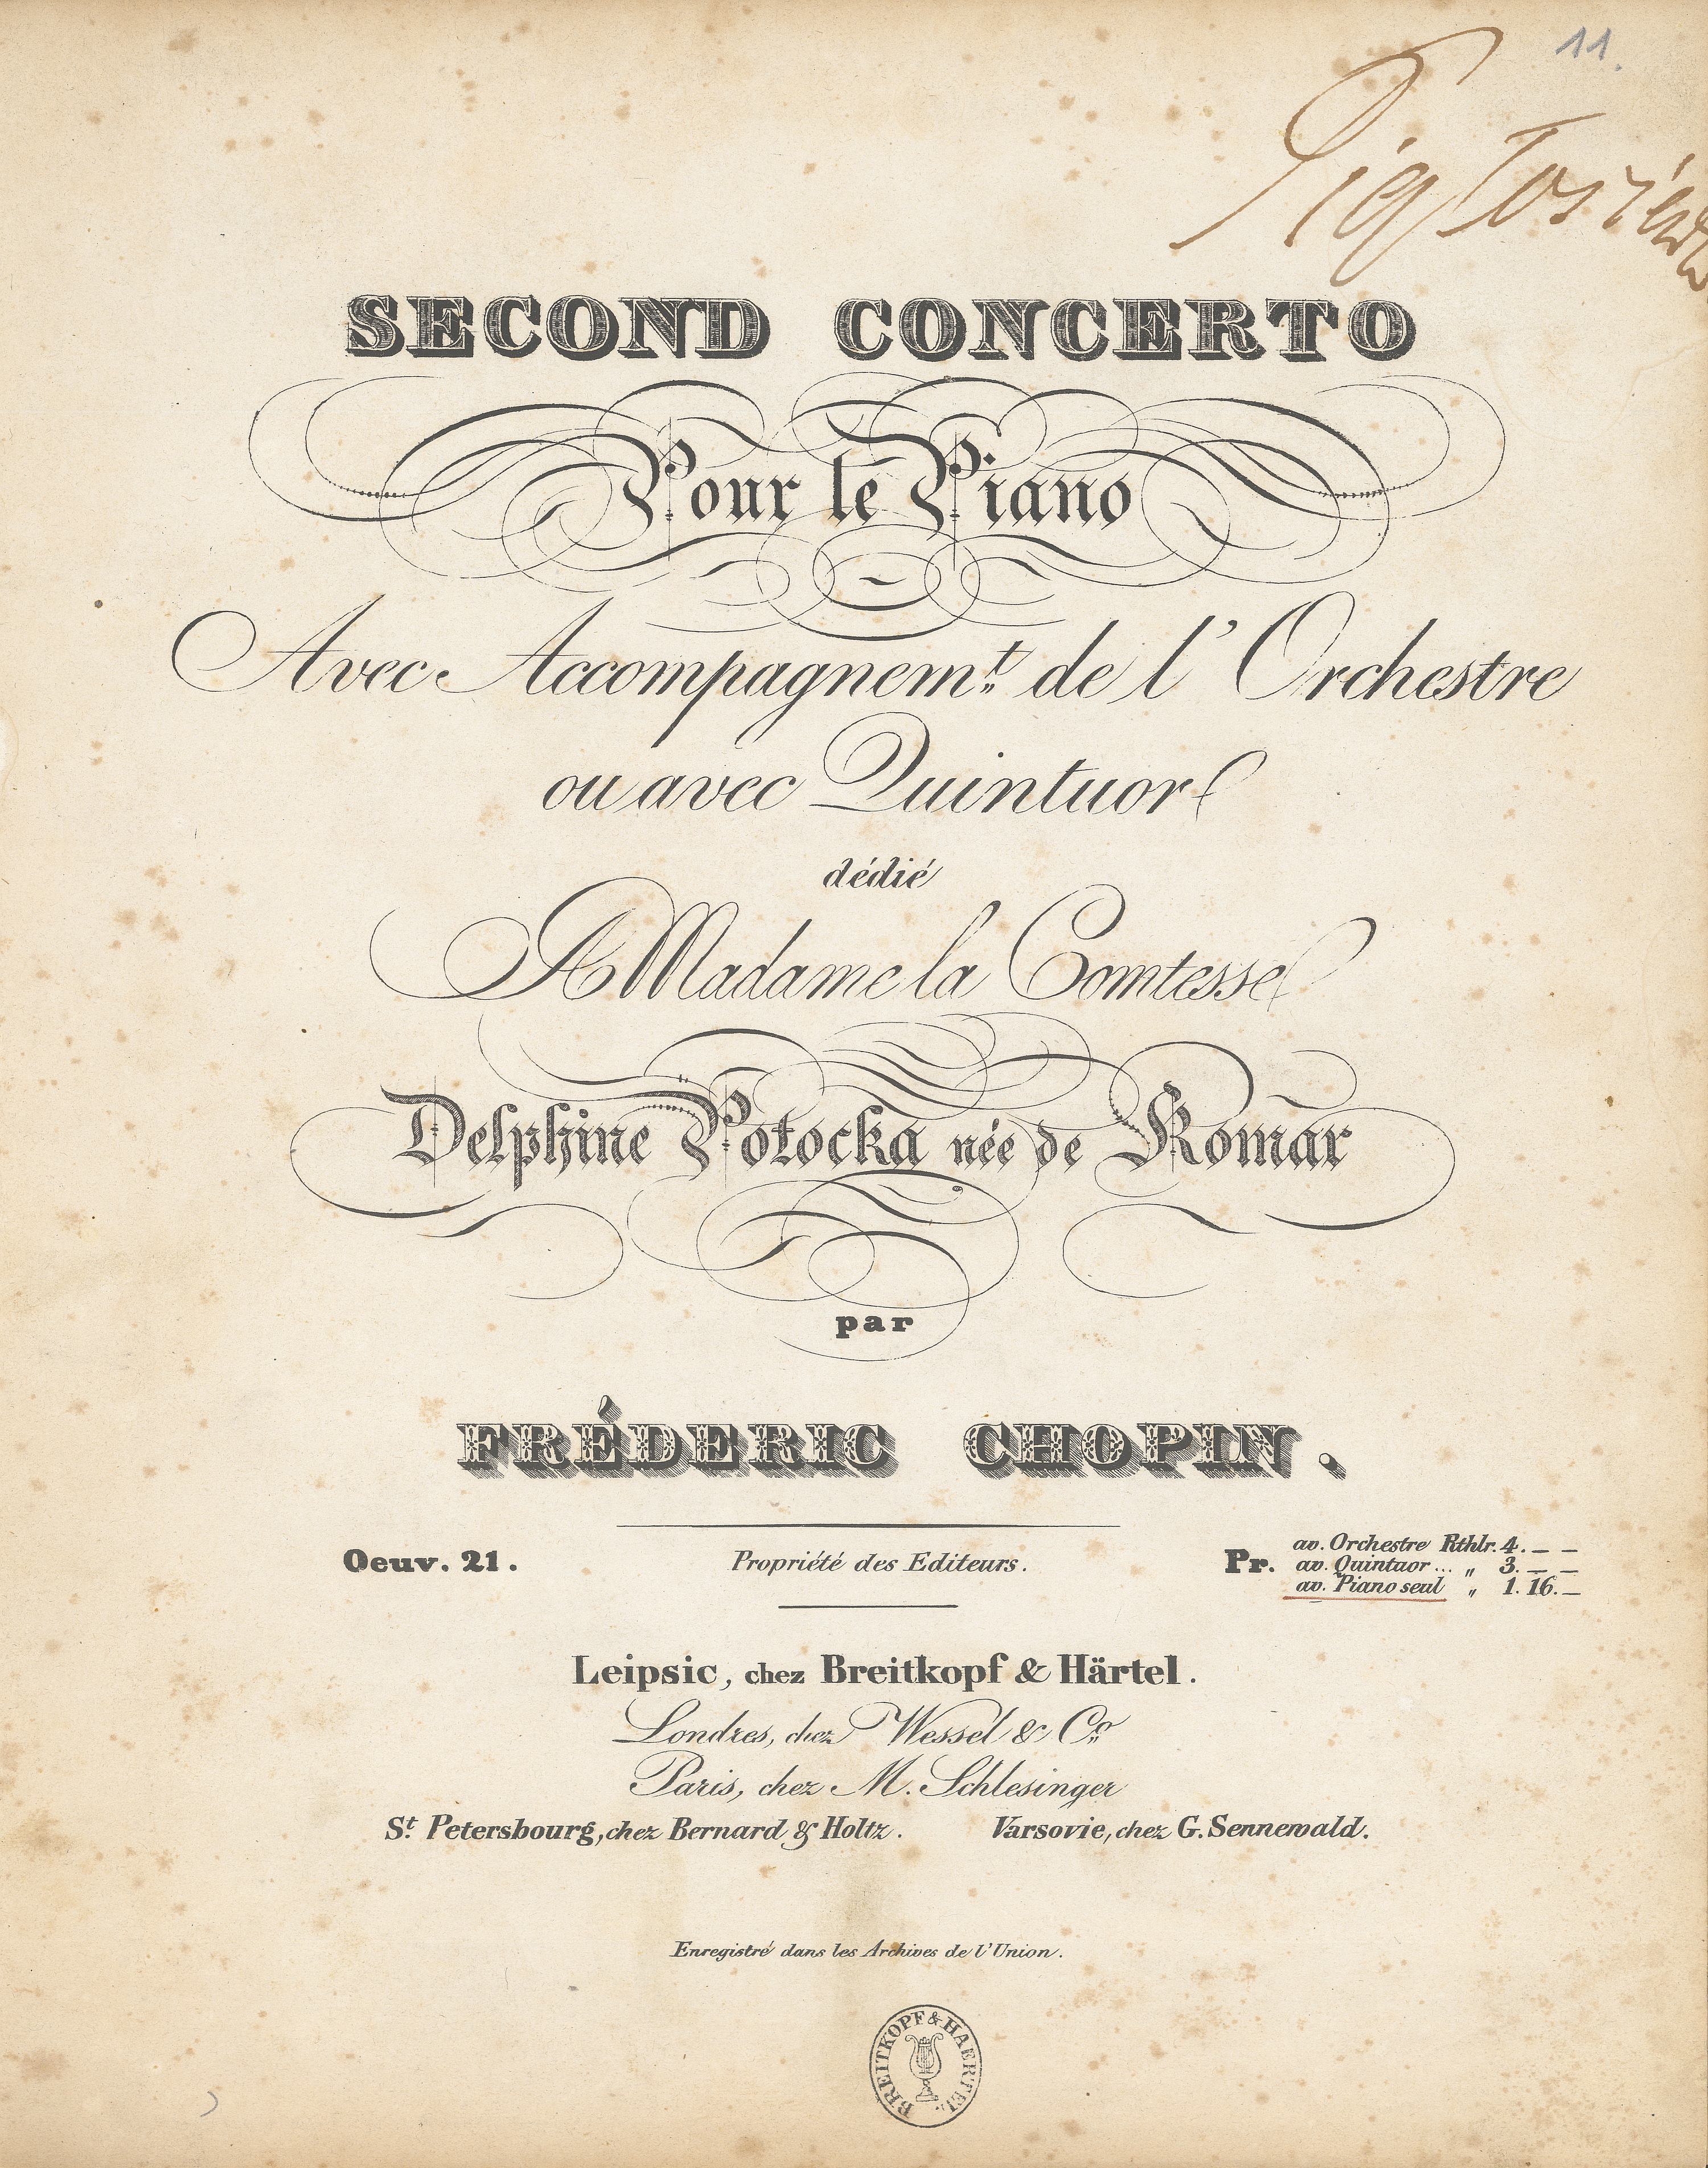 11.
SECOND CONCERTO
Pour le Piano
Avec Accompagnemt. de l'Orchestre
ou avec Quintuor
dédié
A Madame la Comtesse
Delphine Potocka née de Komar
par
FRÉDERIC CHOPIN.
Oeuv. 21.
Propriété des Editeurs.
Pr. av. Orchestre Rthlr. 4. – –
av. Quintuor ... „ 3. – –
av. Piano seul „ 1. 16. –
Leipsic, chez Breitkopf & Härtel.
Londres, chez Wessel & Co.
Paris, chez M. Schlesinger
St. Petersbourg, chez Bernard & Holtz. Varsovie, chez G. Sennewald.
Enregistré dans les Archives de l'Union.
BREITKOPF & HAERTEL